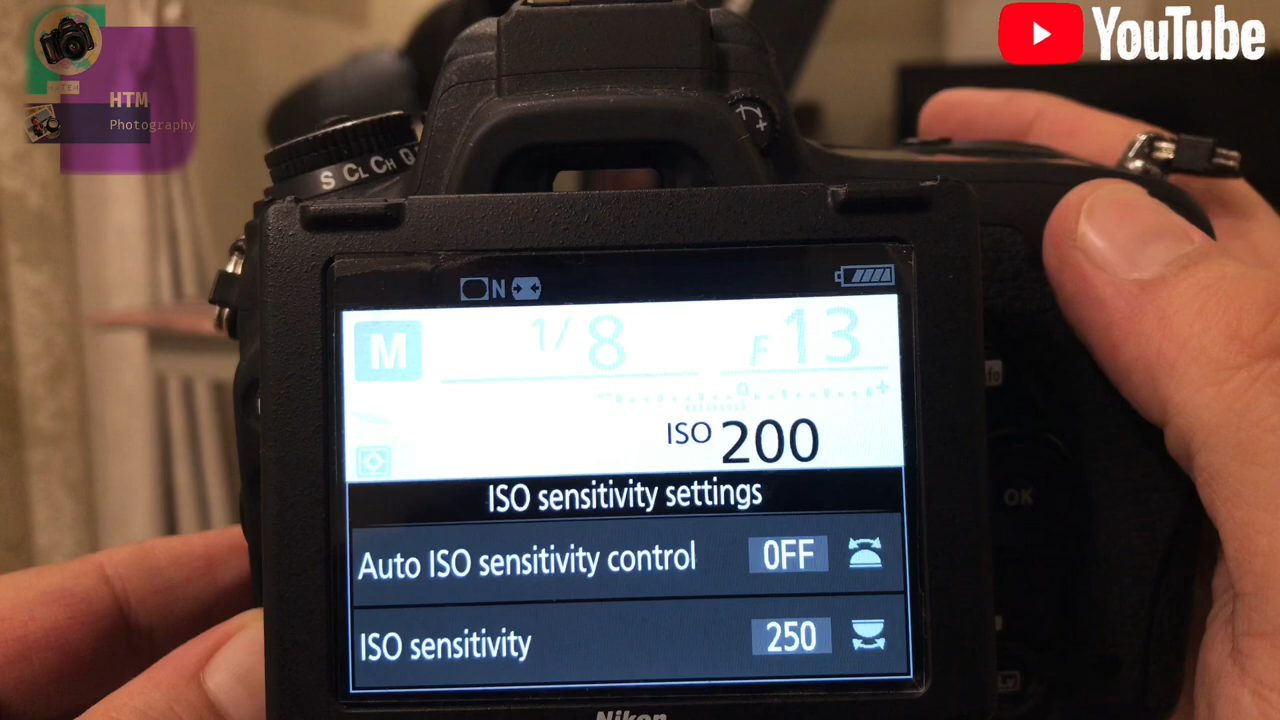 YouTube
HATEM
HTM
Photography
S CL CH Q
N
M 1/8 F13
ISO 200
ISO sensitivity settings
Auto ISO sensitivity control OFF
ISO sensitivity 250
OK
Nikon